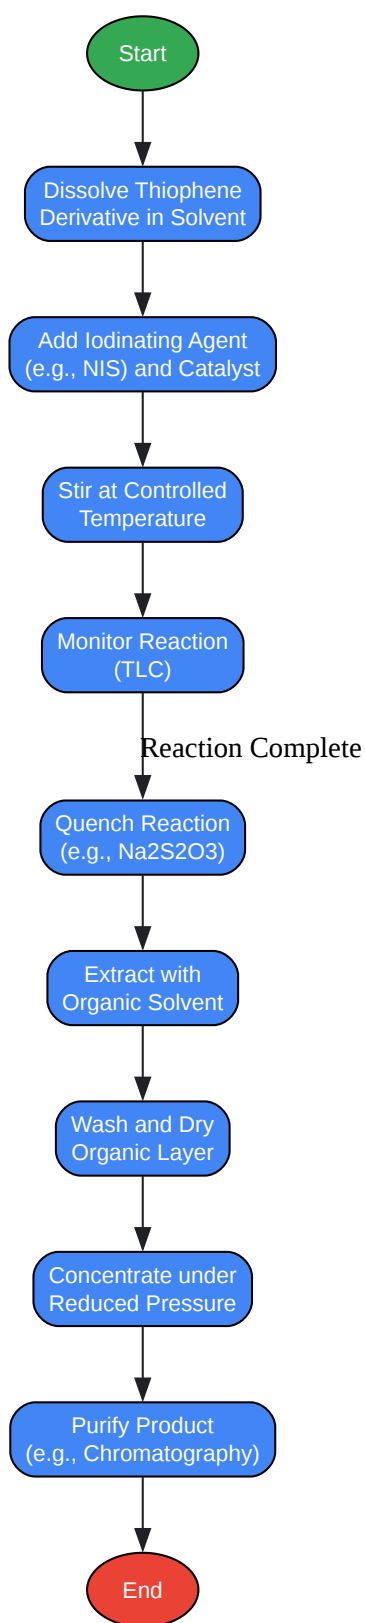 Start
Dissolve Thiophene
Derivative in Solvent
Add Iodinating Agent
(e.g., NIS) and Catalyst
Stir at Controlled
Temperature
Monitor Reaction
(TLC)
Reaction Complete
Quench Reaction
(e.g., Na2S2O3)
Extract with
Organic Solvent
Wash and Dry
Organic Layer
Concentrate under
Reduced Pressure
Purify Product
(e.g., Chromatography)
End